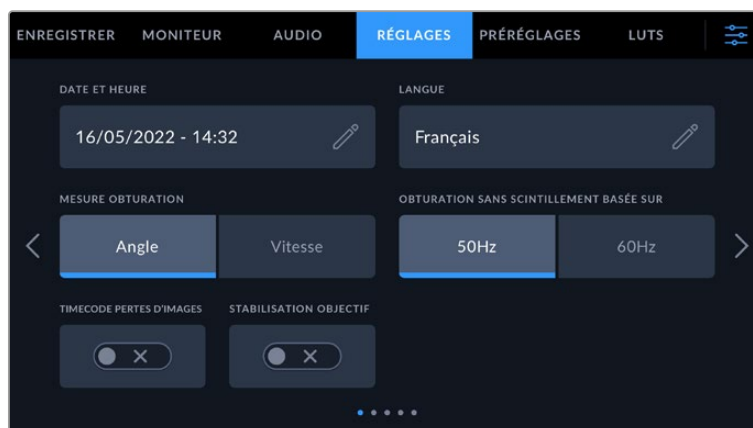 ENREGISTRER MONITEUR AUDIO RÉGLAGES PRÉRÉGLAGES LUTS
DATE ET HEURE
LANGUE
16/05/2022 - 14:32
Français
MESURE OBTURATION
OBTURATION SANS SCINTILLEMENT BASÉE SUR
Angle
Vitesse
50Hz
60Hz
TIMECODE PERTES D'IMAGES
STABILISATION OBJECTIF